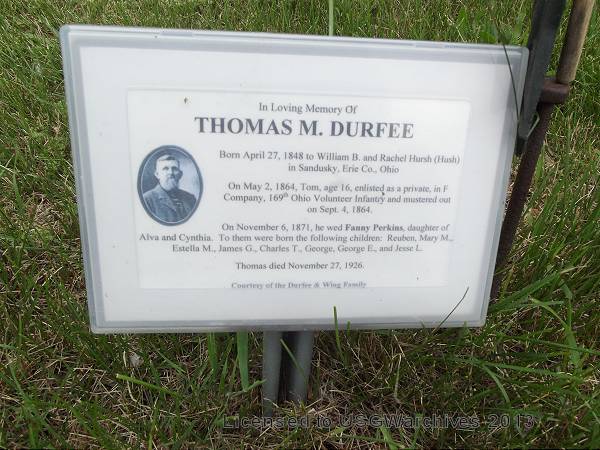 In Loving Memory Of
THOMAS M. DURFEE
Born April 27, 1848 to William B. and Rachel Hursh (Hush)
in Sandusky, Erie Co., Ohio
On May 2, 1864, Tom, age 16, enlisted as a private, in F
Company, 169th Ohio Volunteer Infantry and mustered out
on Sept. 4, 1864.
On November 6, 1871, he wed Fanny Perkins, daughter of
Alva and Cynthia. To them were born the following children: Reuben, Mary M.,
Estella M., James G., Charles T., George, George E., and Jesse L.
Thomas died November 27, 1926.
Courtesy of the Durfee & Wing Family
Licensed to USGWarchives 2013